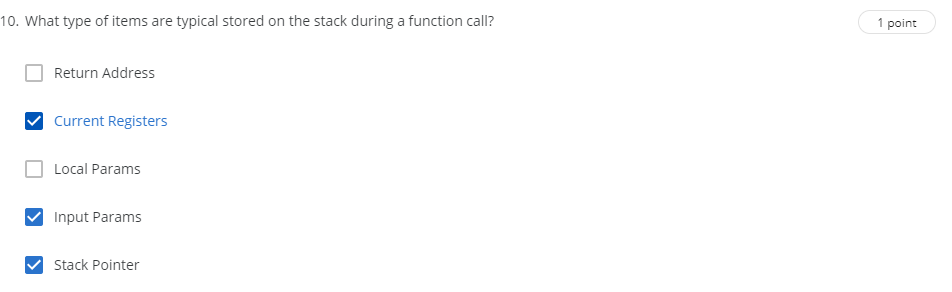 10. What type of items are typical stored on the stack during a function call?
1 point
Return Address
Current Registers
Local Params
Input Params
Stack Pointer